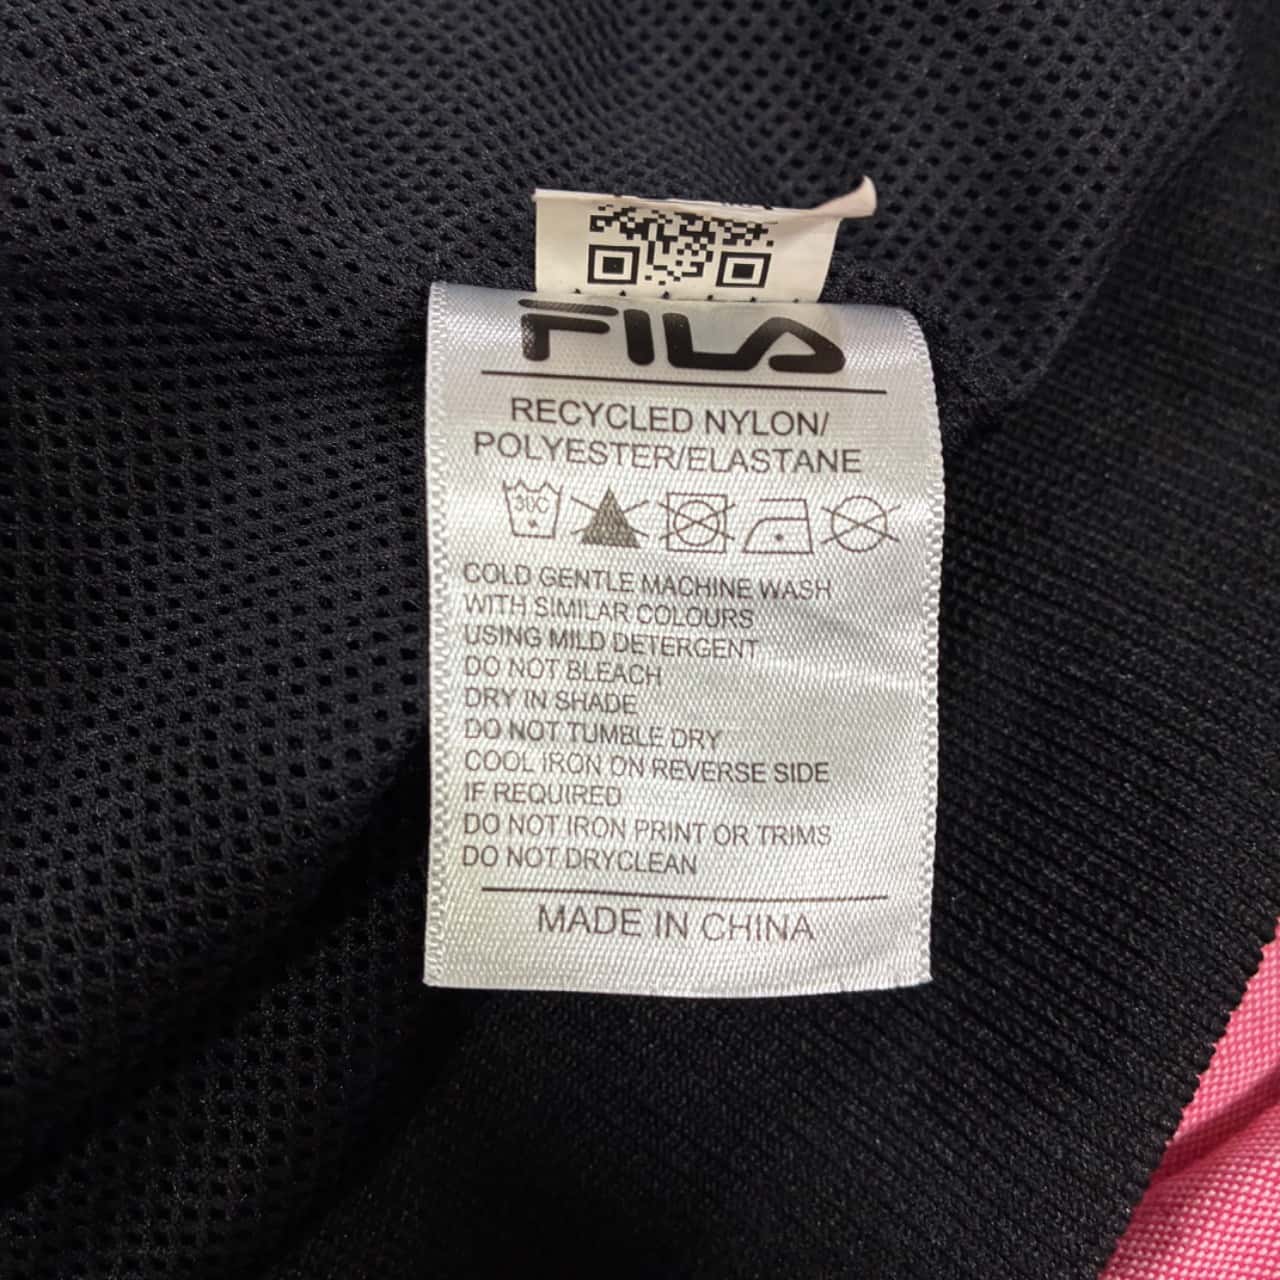 FILA
RECYCLED NYLON/
POLYESTER/ELASTANE
30C
COLD GENTLE MACHINE WASH
WITH SIMILAR COLOURS
USING MILD DETERGENT
DO NOT BLEACH
DRY IN SHADE
DO NOT TUMBLE DRY
COOL IRON ON REVERSE SIDE
IF REQUIRED
DO NOT IRON PRINT OR TRIMS
DO NOT DRYCLEAN
MADE IN CHINA